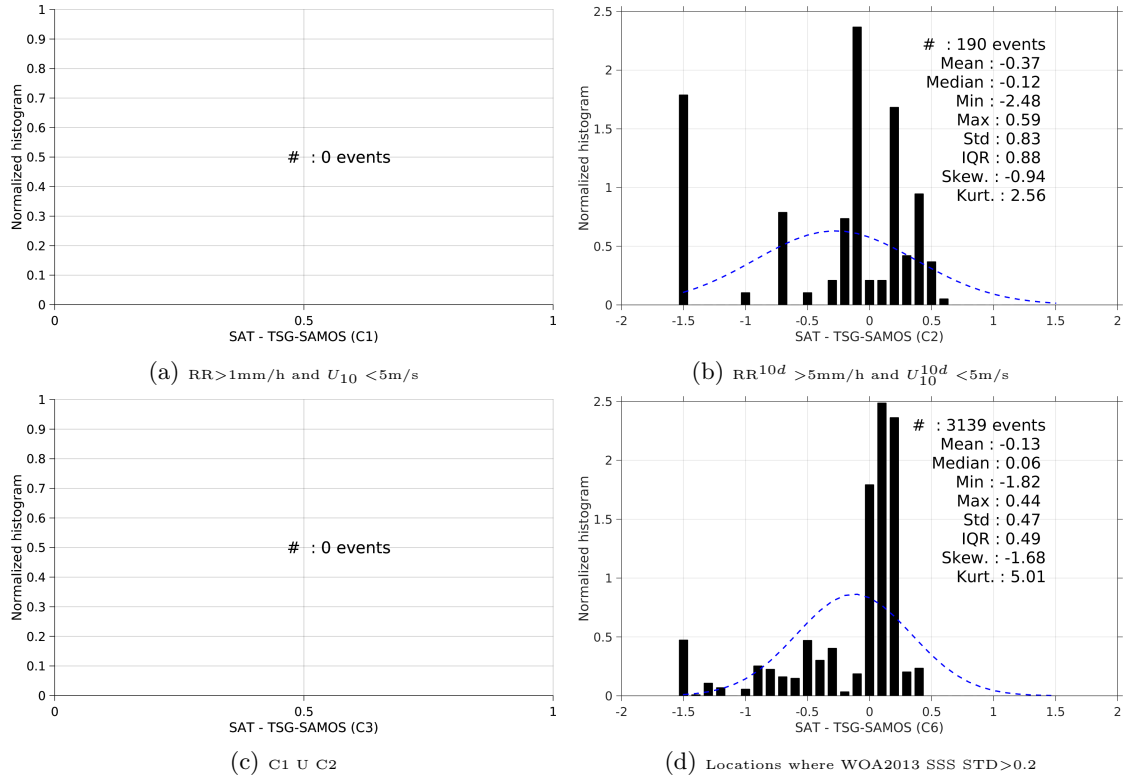 1
0.9
0.8
0.7
0.6
0.5
0.4
0.3
0.2
0.1
0
Normalized histogram
# : 0 events
0 0.5 1
SAT - TSG-SAMOS (C1)
(a) RR>1mm/h and U10 <5m/s
2.5
2
1.5
1
0.5
0
Normalized histogram
# : 190 events
Mean : -0.37
Median : -0.12
Min : -2.48
Max : 0.59
Std : 0.83
IQR : 0.88
Skew. : -0.94
Kurt. : 2.56
-2 -1.5 -1 -0.5 0 0.5 1 1.5 2
SAT - TSG-SAMOS (C2)
(b) RR^10d >5mm/h and U10^10d <5m/s
1
0.9
0.8
0.7
0.6
0.5
0.4
0.3
0.2
0.1
0
Normalized histogram
# : 0 events
0 0.5 1
SAT - TSG-SAMOS (C3)
(c) C1 U C2
2.5
2
1.5
1
0.5
0
Normalized histogram
# : 3139 events
Mean : -0.13
Median : 0.06
Min : -1.82
Max : 0.44
Std : 0.47
IQR : 0.49
Skew. : -1.68
Kurt. : 5.01
-2 -1.5 -1 -0.5 0 0.5 1 1.5 2
SAT - TSG-SAMOS (C6)
(d) Locations where WOA2013 SSS STD>0.2